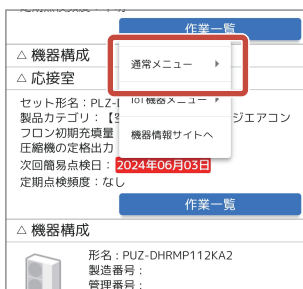 作業一覧
△ 機器構成
通常メニュー ▶
△ 応接室
セット形名：PLZ-
IoT機器メニュー ▶
製品カテゴリ：【
ジエアコン
フロン初期充填量
機器情報サイトへ
圧縮機の定格出力
次回簡易点検日：2024年06月03日
定期点検頻度：なし
作業一覧
△ 機器構成
形名：PUZ-DHRMP112KA2
製造番号：
管理番号：